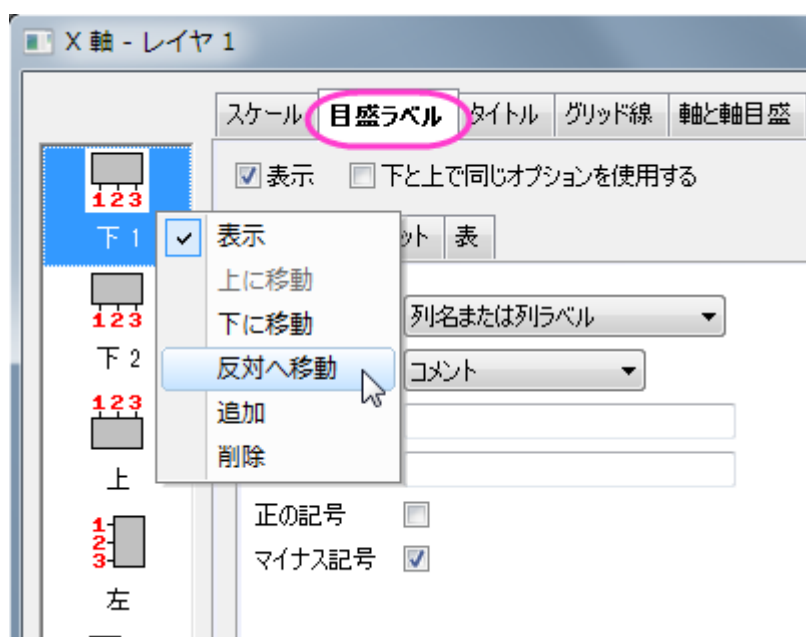 X 軸 - レイヤ 1
スケール 目盛ラベル タイトル グリッド線 軸と軸目盛
表示 下と上で同じオプションを使用する
123
下 1
表示
上に移動
下に移動
反対へ移動
追加
削除
表
列名または列ラベル
123
下 2
コメント
123
上
正の記号
マイナス記号
1
2
3
左